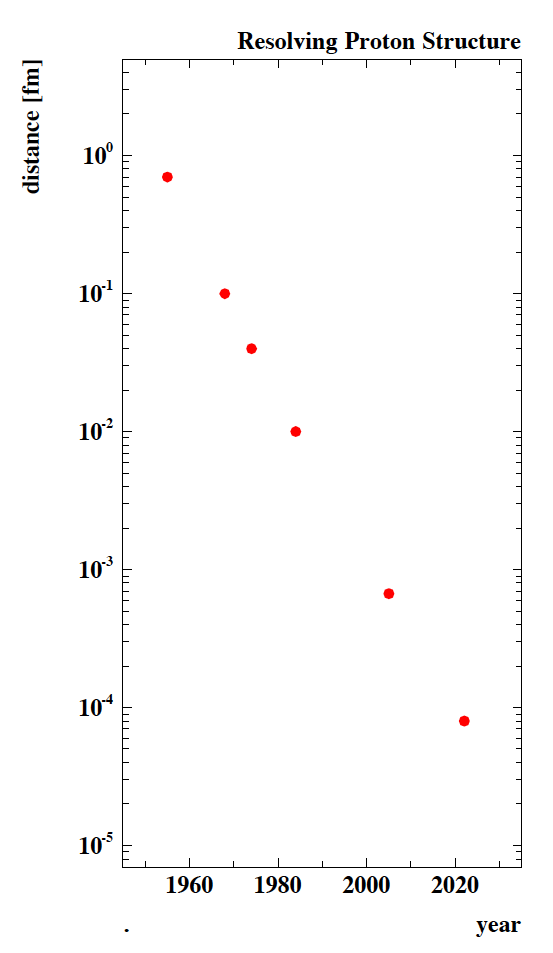 Resolving Proton Structure
distance [fm]
10⁰
10⁻¹
10⁻²
10⁻³
10⁻⁴
10⁻⁵
1960 1980 2000 2020
. year